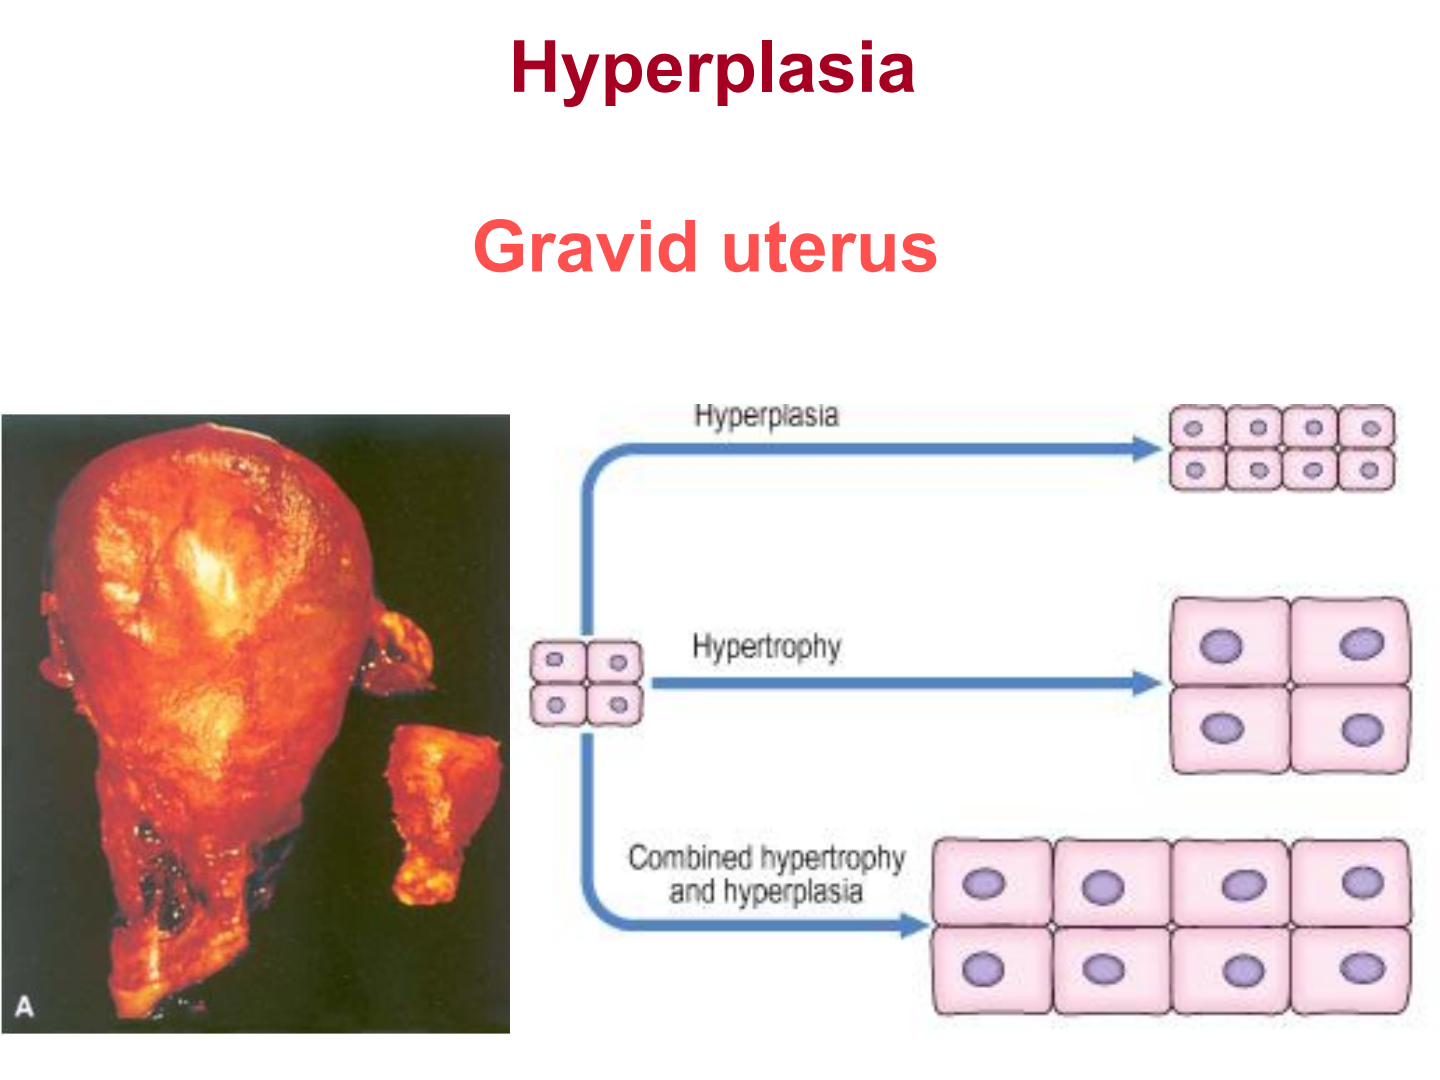 Hyperplasia
Gravid uterus
Hyperplasia
Hypertrophy
Combined hypertrophy
and hyperplasia
A